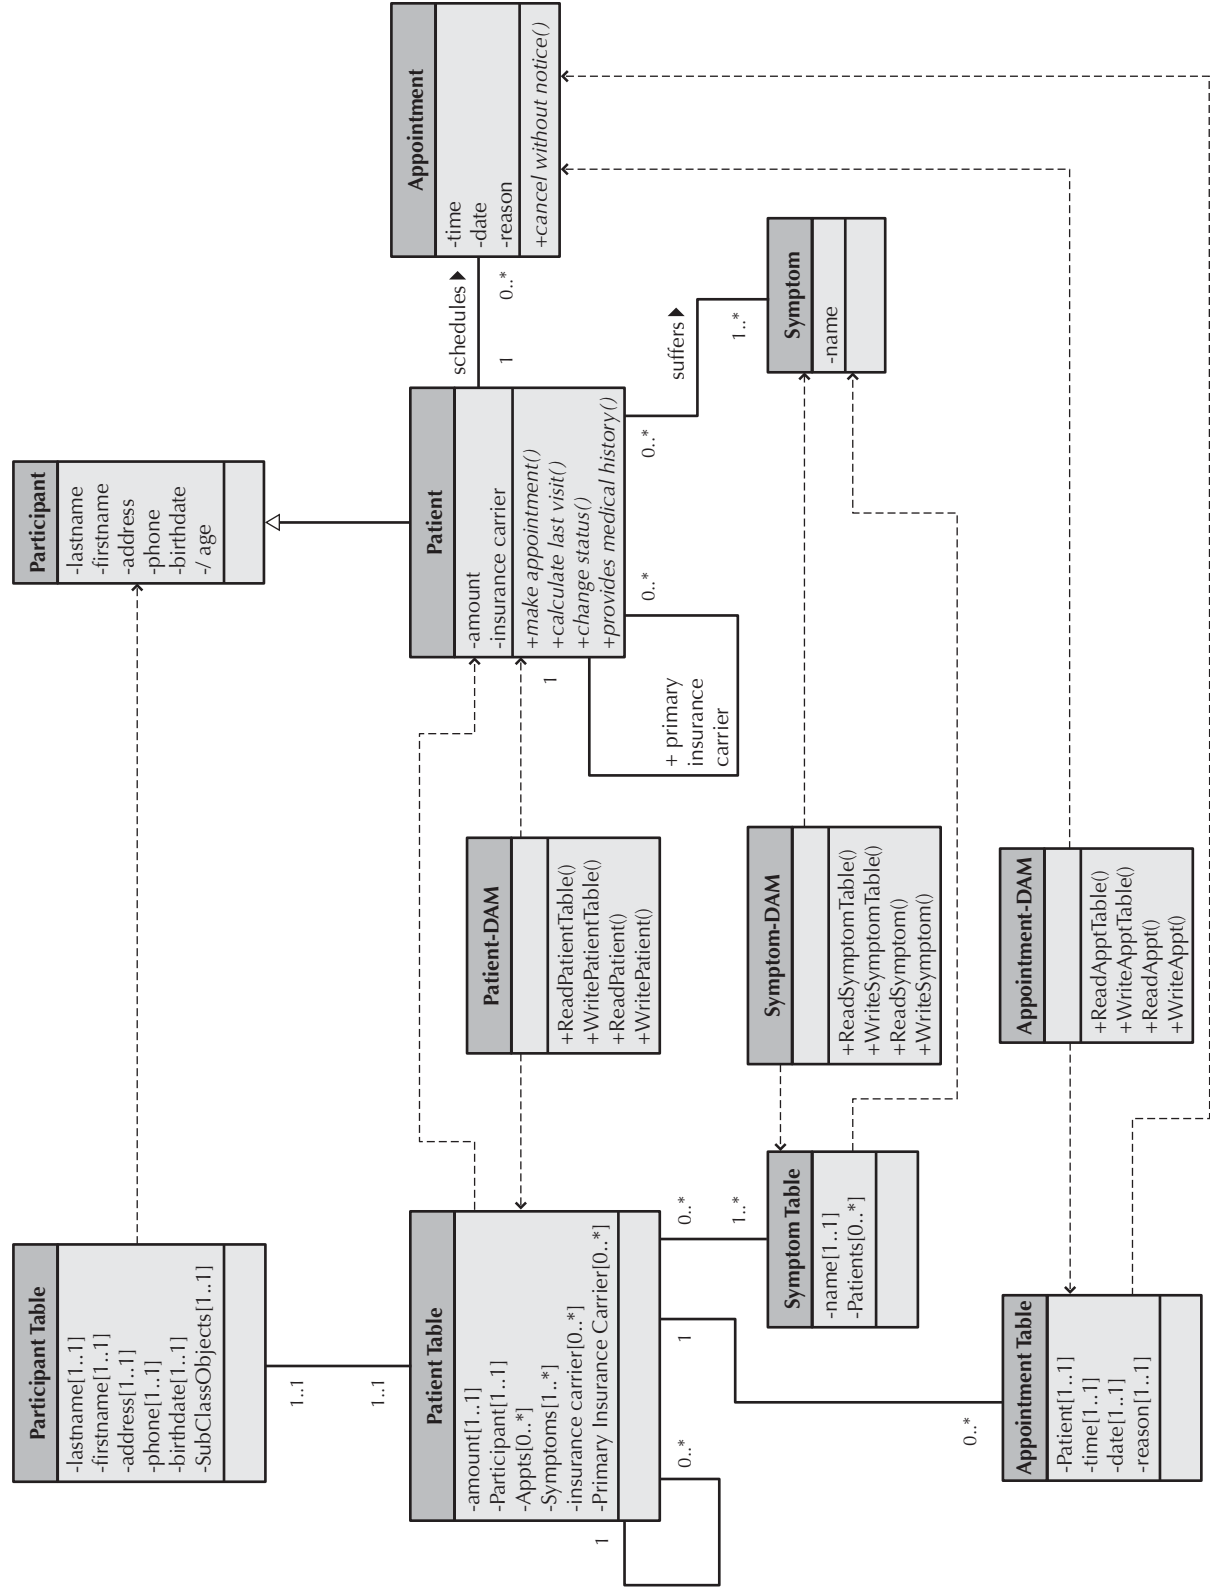 Participant Table
-lastname[1..1]
-firstname[1..1]
-address[1..1]
-phone[1..1]
-birthdate[1..1]
-SubClassObjects[1..1]
1..1
1..1
Patient Table
-amount[1..1]
-Participant[1..1]
-Appts[0..*]
-Symptoms[1..*]
-insurance carrier[0..*]
-Primary Insurance Carrier[0..*]
1
0..*
1
0..*
0..*
1..*
Symptom Table
-name[1..1]
-Patients[0..*]
Appointment Table
-Patient[1..1]
-time[1..1]
-date[1..1]
-reason[1..1]
Patient-DAM
+ReadPatientTable()
+WritePatientTable()
+ReadPatient()
+WritePatient()
Symptom-DAM
+ReadSymptomTable()
+WriteSymptomTable()
+ReadSymptom()
+WriteSymptom()
Appointment-DAM
+ReadApptTable()
+WriteApptTable()
+ReadAppt()
+WriteAppt()
Participant
-lastname
-firstname
-address
-phone
-birthdate
-/ age
Patient
-amount
-insurance carrier
+make appointment()
+calculate last visit()
+change status()
+provides medical history()
1
0..*
+ primary
insurance
carrier
schedules
1
0..*
suffers
0..*
1..*
Appointment
-time
-date
-reason
+cancel without notice()
Symptom
-name